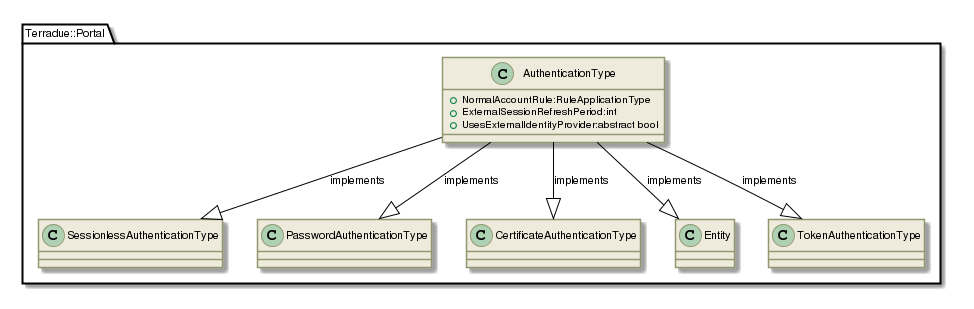 Terradue::Portal
C AuthenticationType
NormalAccountRule:RuleApplicationType
ExternalSessionRefreshPeriod:int
UsesExternalIdentityProvider:abstract bool
implements implements implements implements implements
C SessionlessAuthenticationType C PasswordAuthenticationType C CertificateAuthenticationType C Entity C TokenAuthenticationType